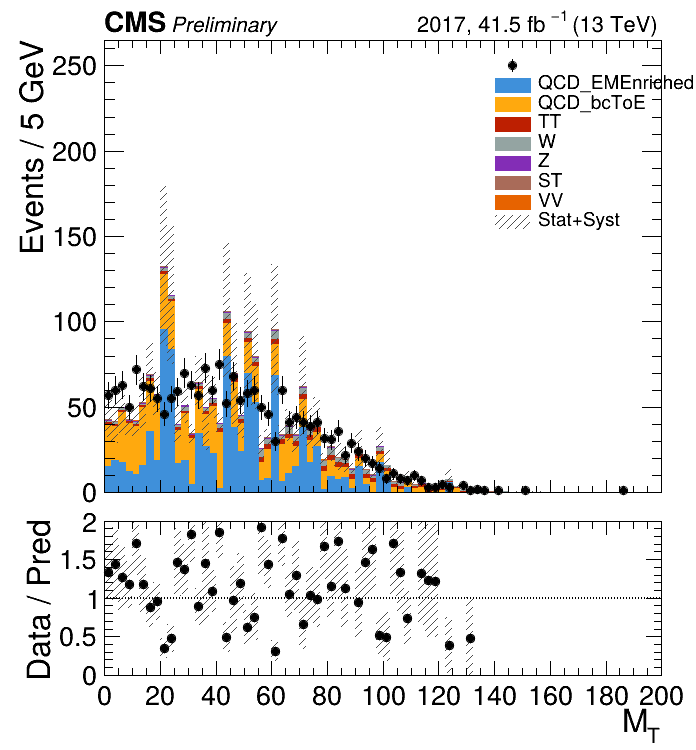 CMS Preliminary 2017, 41.5 fb⁻¹ (13 TeV)
Events / 5 GeV
250
200
150
100
50
0
QCD_EMEnriched
QCD_bcToE
TT
W
Z
ST
VV
Stat+Syst
Data / Pred
2
1.5
1
0.5
0
0 20 40 60 80 100 120 140 160 180 200
M_T